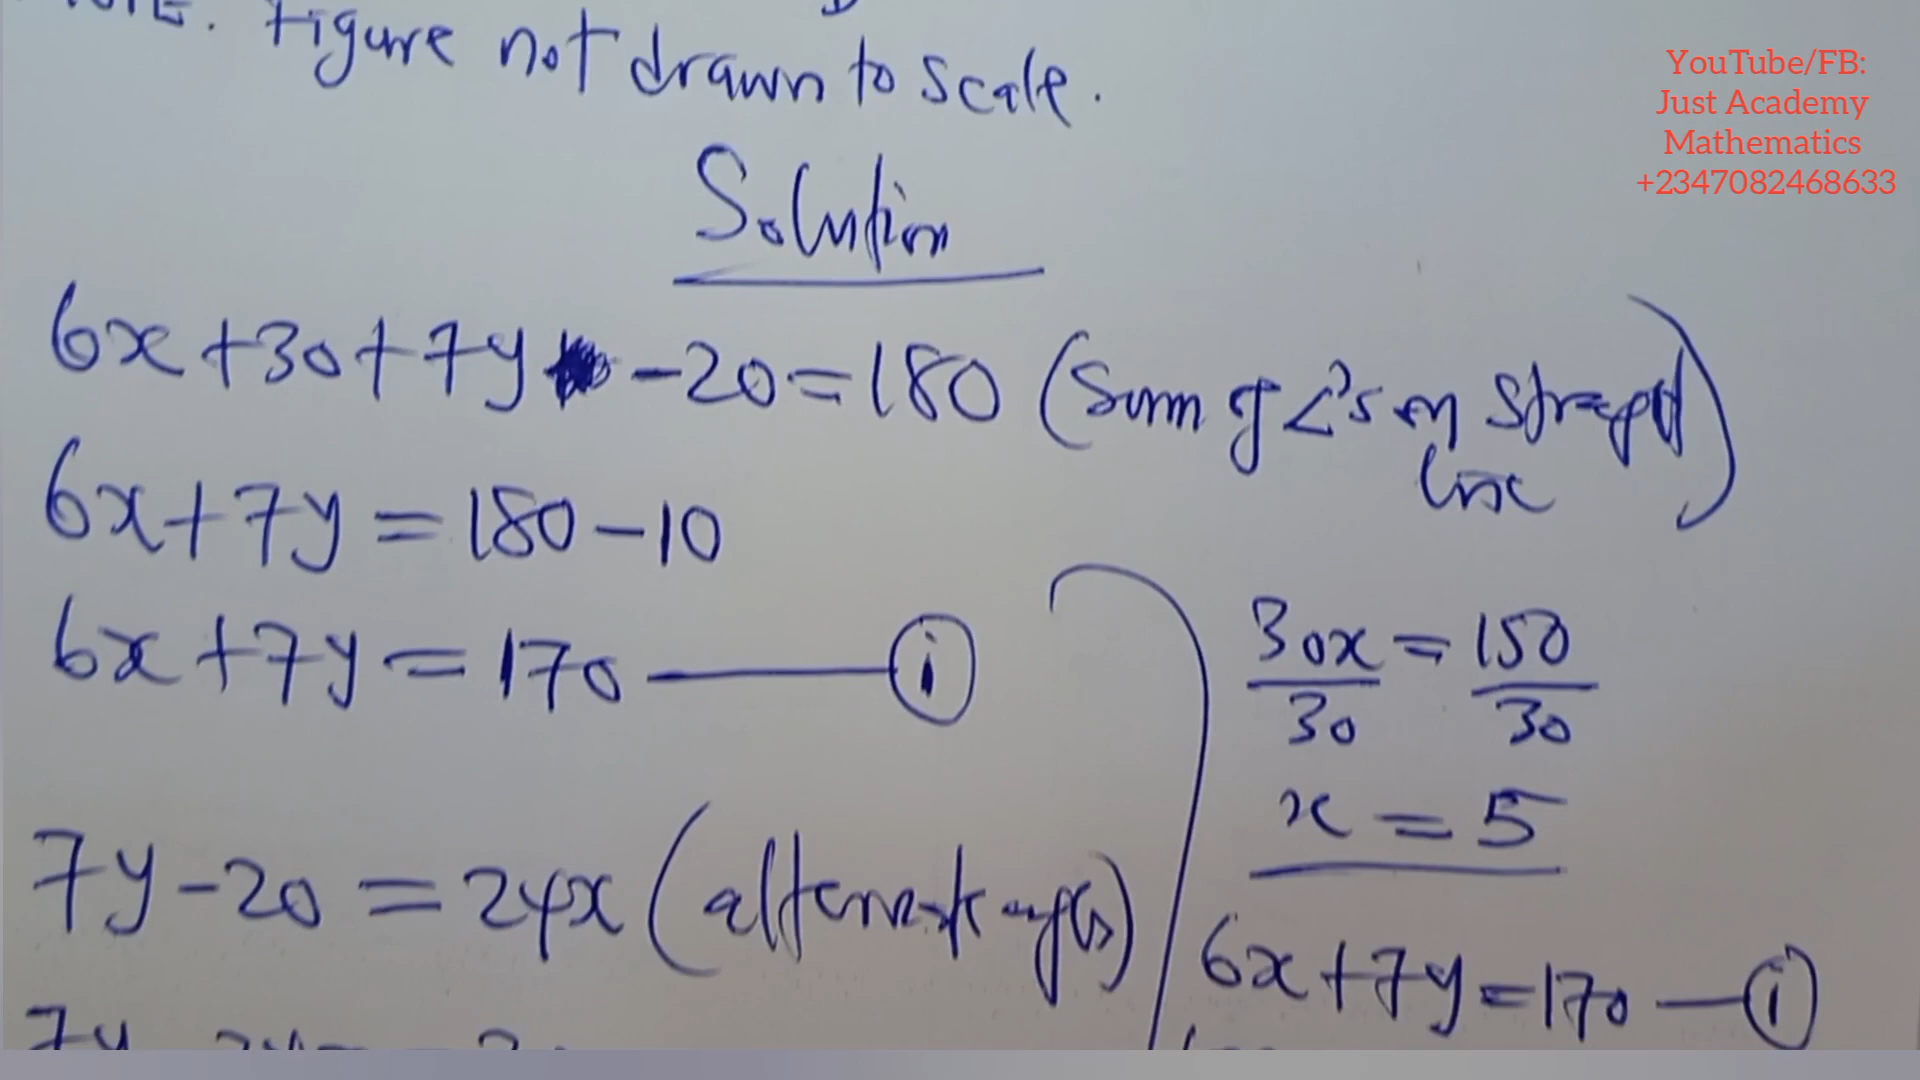 Figure not drawn to scale.
YouTube/FB:
Just Academy
Mathematics
+2347082468633
Solution
6x+30+7y -20=180 (Sum of ∠'s on straight
line)
6x+7y=180-10
6x+7y=170 — i
7y-20=24x (alternate angles)
30x = 150
30 30
x = 5
6x+7y=170 — i